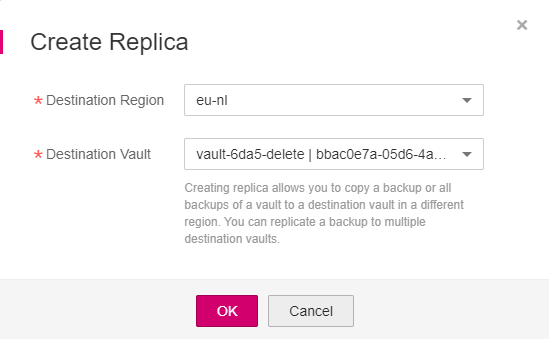 Create Replica
* Destination Region eu-nl
* Destination Vault vault-6da5-delete | bbac0e7a-05d6-4a...
Creating replica allows you to copy a backup or all
backups of a vault to a destination vault in a different
region. You can replicate a backup to multiple
destination vaults.
OK Cancel